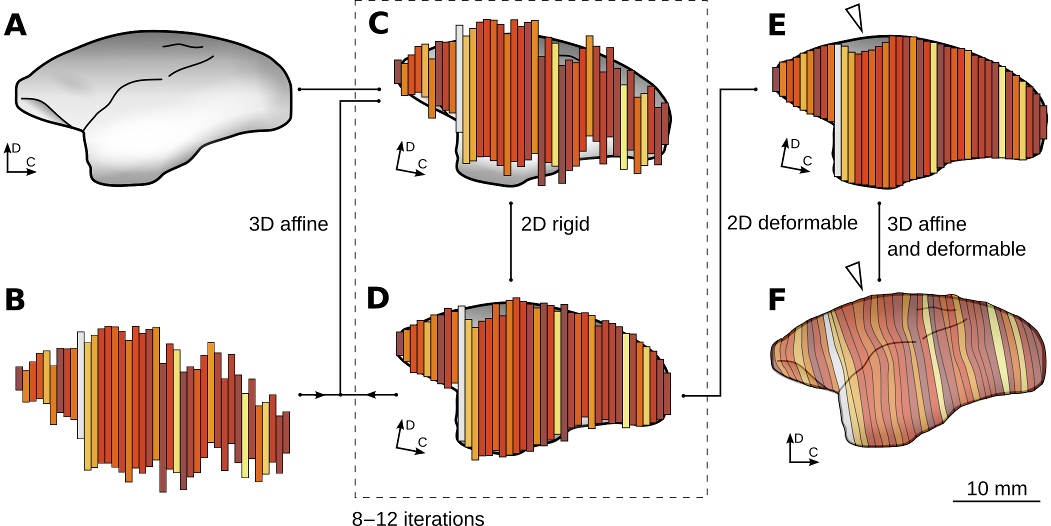 A
D
C
B
3D affine
C
D
C
2D rigid
D
D
C
8–12 iterations
2D deformable
E
D
C
3D affine
and deformable
F
D
C
10 mm